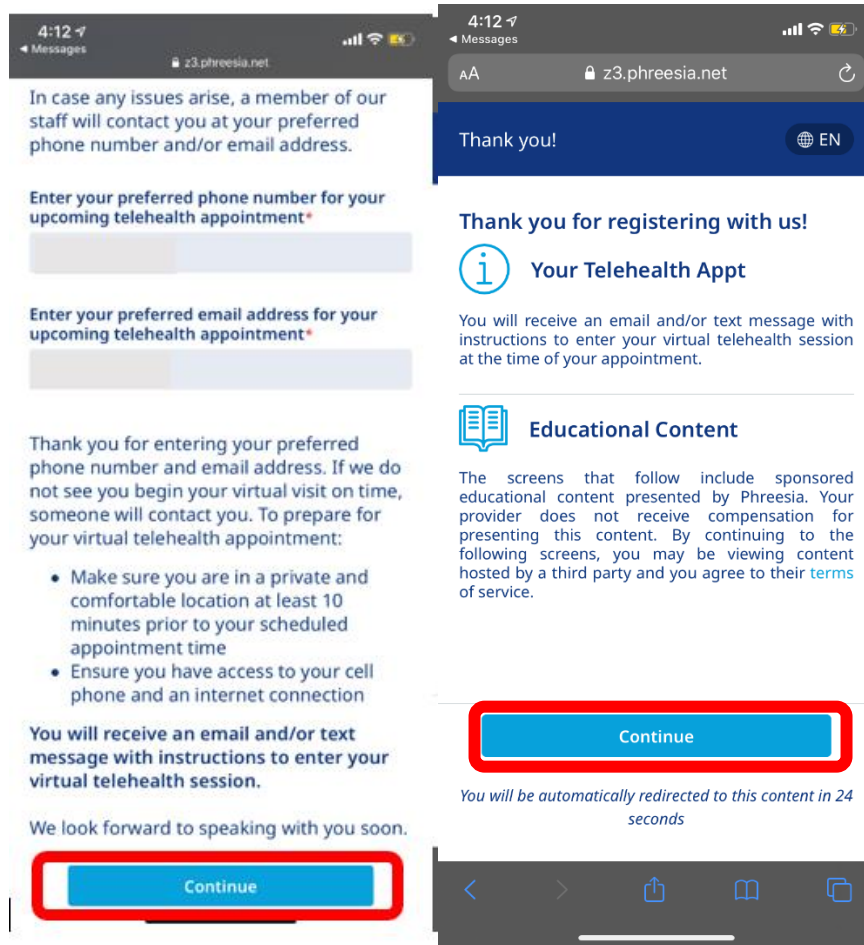 4:12
◀ Messages
z3.phreesia.net
In case any issues arise, a member of our
staff will contact you at your preferred
phone number and/or email address.
Enter your preferred phone number for your
upcoming telehealth appointment*
Enter your preferred email address for your
upcoming telehealth appointment*
Thank you for entering your preferred
phone number and email address. If we do
not see you begin your virtual visit on time,
someone will contact you. To prepare for
your virtual telehealth appointment:
• Make sure you are in a private and
comfortable location at least 10
minutes prior to your scheduled
appointment time
• Ensure you have access to your cell
phone and an internet connection
You will receive an email and/or text
message with instructions to enter your
virtual telehealth session.
We look forward to speaking with you soon.
Continue
4:12
◀ Messages
AA z3.phreesia.net
Thank you! EN
Thank you for registering with us!
Your Telehealth Appt
You will receive an email and/or text message with
instructions to enter your virtual telehealth session
at the time of your appointment.
Educational Content
The screens that follow include sponsored
educational content presented by Phreesia. Your
provider does not receive compensation for
presenting this content. By continuing to the
following screens, you may be viewing content
hosted by a third party and you agree to their terms
of service.
Continue
You will be automatically redirected to this content in 24
seconds